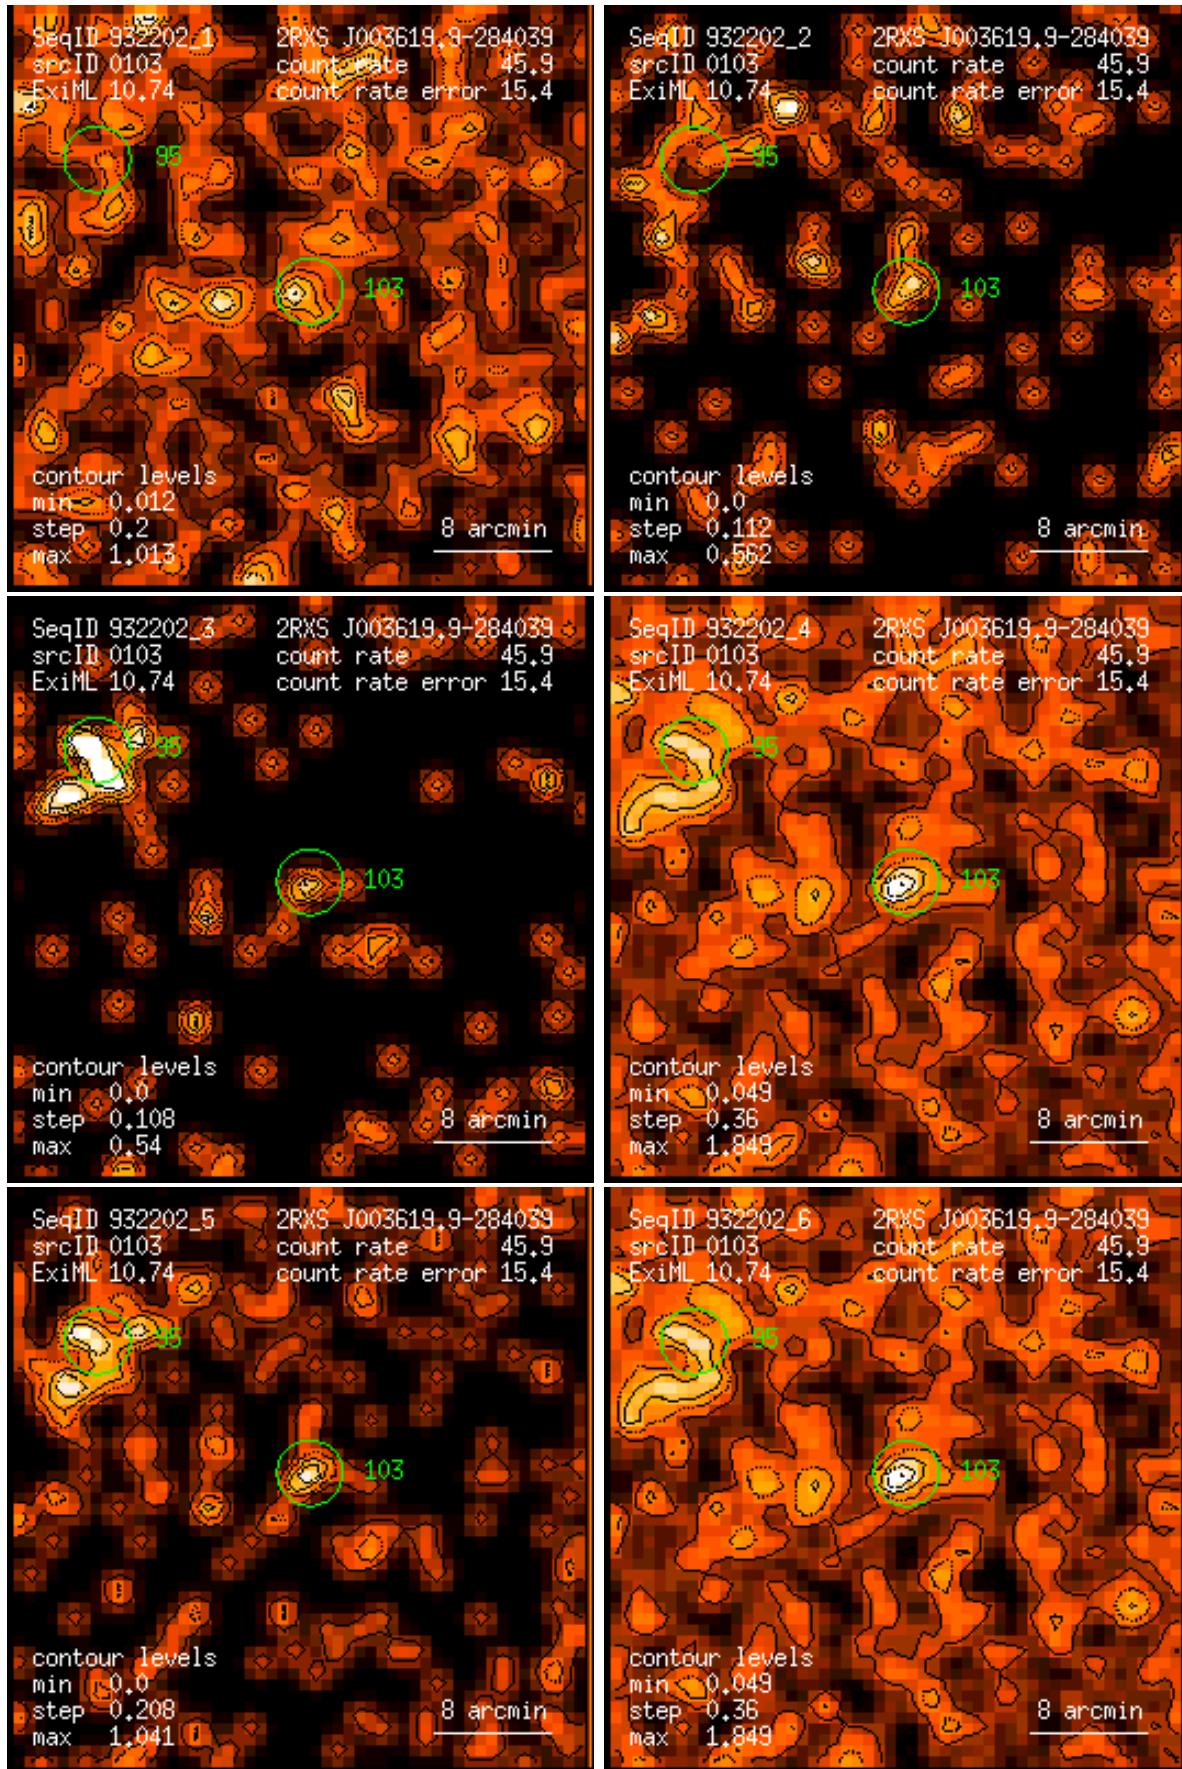 SeqID 932202_1 2RXS J003619.9-284039
srcID 0103 count rate 45.9
ExiML 10.74 count rate error 15.4
95
103
contour levels
min 0.012
step 0.2 8 arcmin
max 1.013
SeqID 932202_2 2RXS J003619.9-284039
srcID 0103 count rate 45.9
ExiML 10.74 count rate error 15.4
95
103
contour levels
min 0.0
step 0.112 8 arcmin
max 0.562
SeqID 932202_3 2RXS J003619.9-284039
srcID 0103 count rate 45.9
ExiML 10.74 count rate error 15.4
95
103
contour levels
min 0.0
step 0.108 8 arcmin
max 0.54
SeqID 932202_4 2RXS J003619.9-284039
srcID 0103 count rate 45.9
ExiML 10.74 count rate error 15.4
95
103
contour levels
min 0.049
step 0.36 8 arcmin
max 1.849
SeqID 932202_5 2RXS J003619.9-284039
srcID 0103 count rate 45.9
ExiML 10.74 count rate error 15.4
95
103
contour levels
min 0.0
step 0.208 8 arcmin
max 1.041
SeqID 932202_6 2RXS J003619.9-284039
srcID 0103 count rate 45.9
ExiML 10.74 count rate error 15.4
95
103
contour levels
min 0.049
step 0.36 8 arcmin
max 1.849